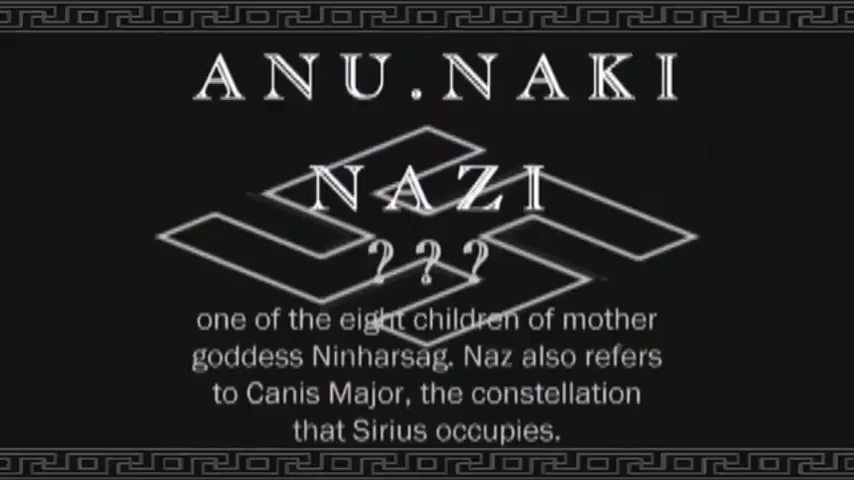 ANU.NAKI
NAZI
???
one of the eight children of mother
goddess Ninharsag. Naz also refers
to Canis Major, the constellation
that Sirius occupies.